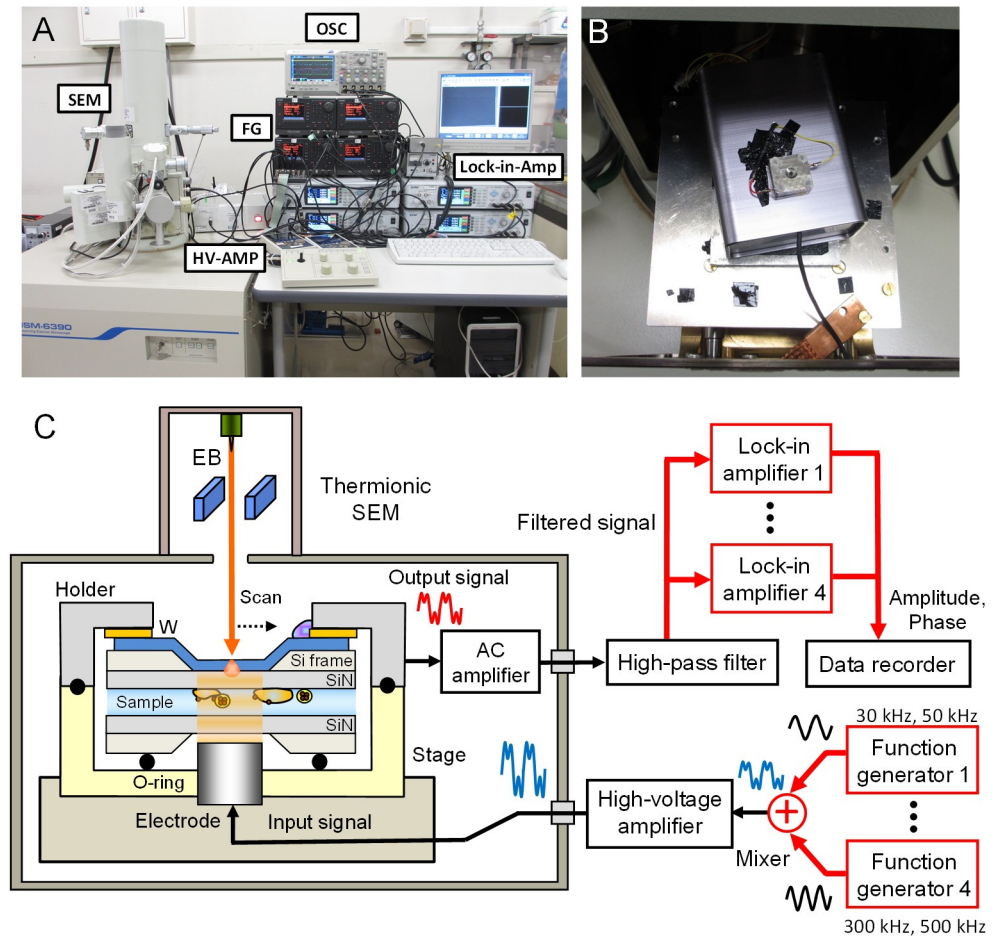 A
OSC
SEM
FG
Lock-in-Amp
HV-AMP
JSM-6390
B
C
EB
Thermionic
SEM
Holder
W
Scan
Output signal
Si frame
SiN
Sample
SiN
O-ring
Stage
Electrode
Input signal
AC
amplifier
Filtered signal
High-pass filter
Lock-in
amplifier 1
Lock-in
amplifier 4
Amplitude,
Phase
Data recorder
30 kHz, 50 kHz
Function
generator 1
High-voltage
amplifier
Mixer
Function
generator 4
300 kHz, 500 kHz